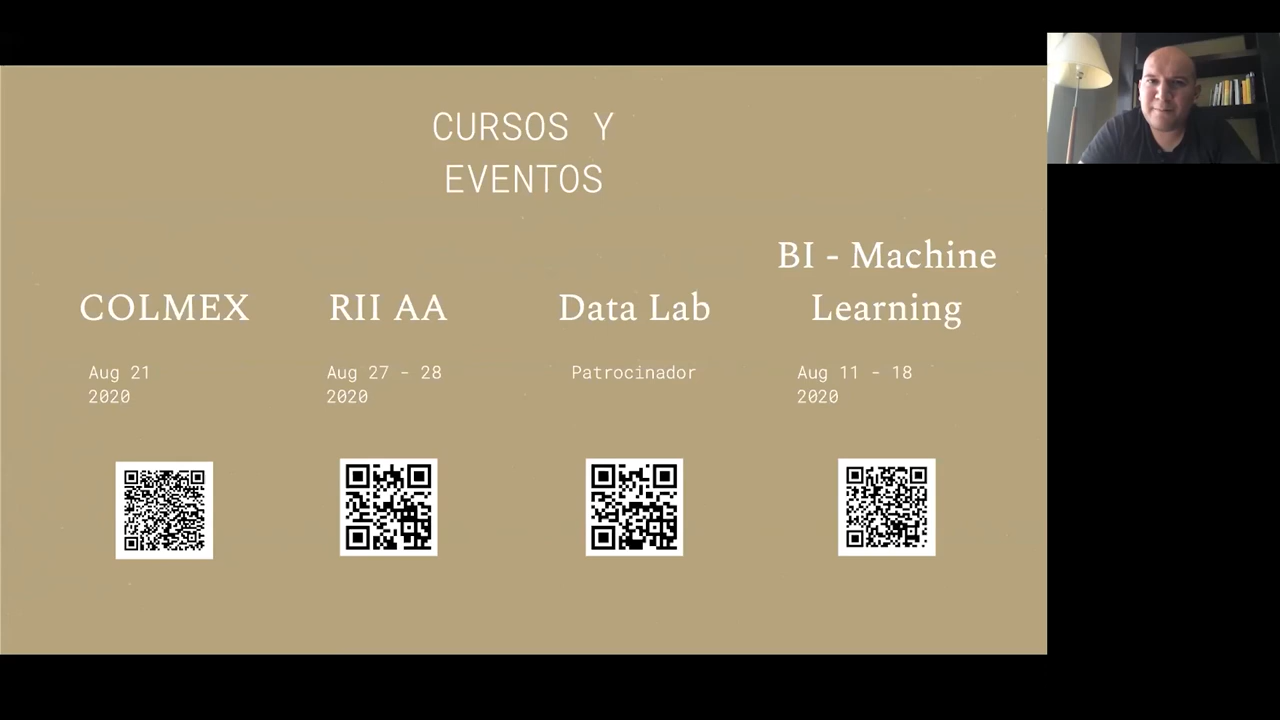 CURSOS Y
EVENTOS
COLMEX
Aug 21
2020
RII AA
Aug 27 - 28
2020
Data Lab
Patrocinador
BI - Machine
Learning
Aug 11 - 18
2020